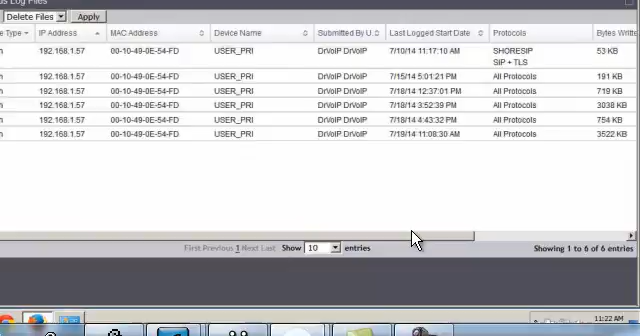 us Log Files
Delete Files Apply
e Type IP Address MAC Address Device Name Submitted By U. Last Logged Start Date Protocols Bytes Writte
n 192.168.1.57 00-10-49-0E-54-FD USER_PRI DrVoIP DrVoIP 7/10/14 11:17:10 AM SHORESIP 53 KB
SIP + TLS
n 192.168.1.57 00-10-49-0E-54-FD USER_PRI DrVoIP DrVoIP 7/15/14 5:01:21 PM All Protocols 191 KB
n 192.168.1.57 00-10-49-0E-54-FD USER_PRI DrVoIP DrVoIP 7/18/14 12:37:01 PM All Protocols 719 KB
n 192.168.1.57 00-10-49-0E-54-FD USER_PRI DrVoIP DrVoIP 7/18/14 3:52:39 PM All Protocols 3038 KB
n 192.168.1.57 00-10-49-0E-54-FD USER_PRI DrVoIP DrVoIP 7/18/14 4:43:32 PM All Protocols 754 KB
n 192.168.1.57 00-10-49-0E-54-FD USER_PRI DrVoIP DrVoIP 7/19/14 11:08:30 AM All Protocols 3522 KB
First Previous 1 Next Last Show 10 entries Showing 1 to 6 of 6 entries
11:22 AM